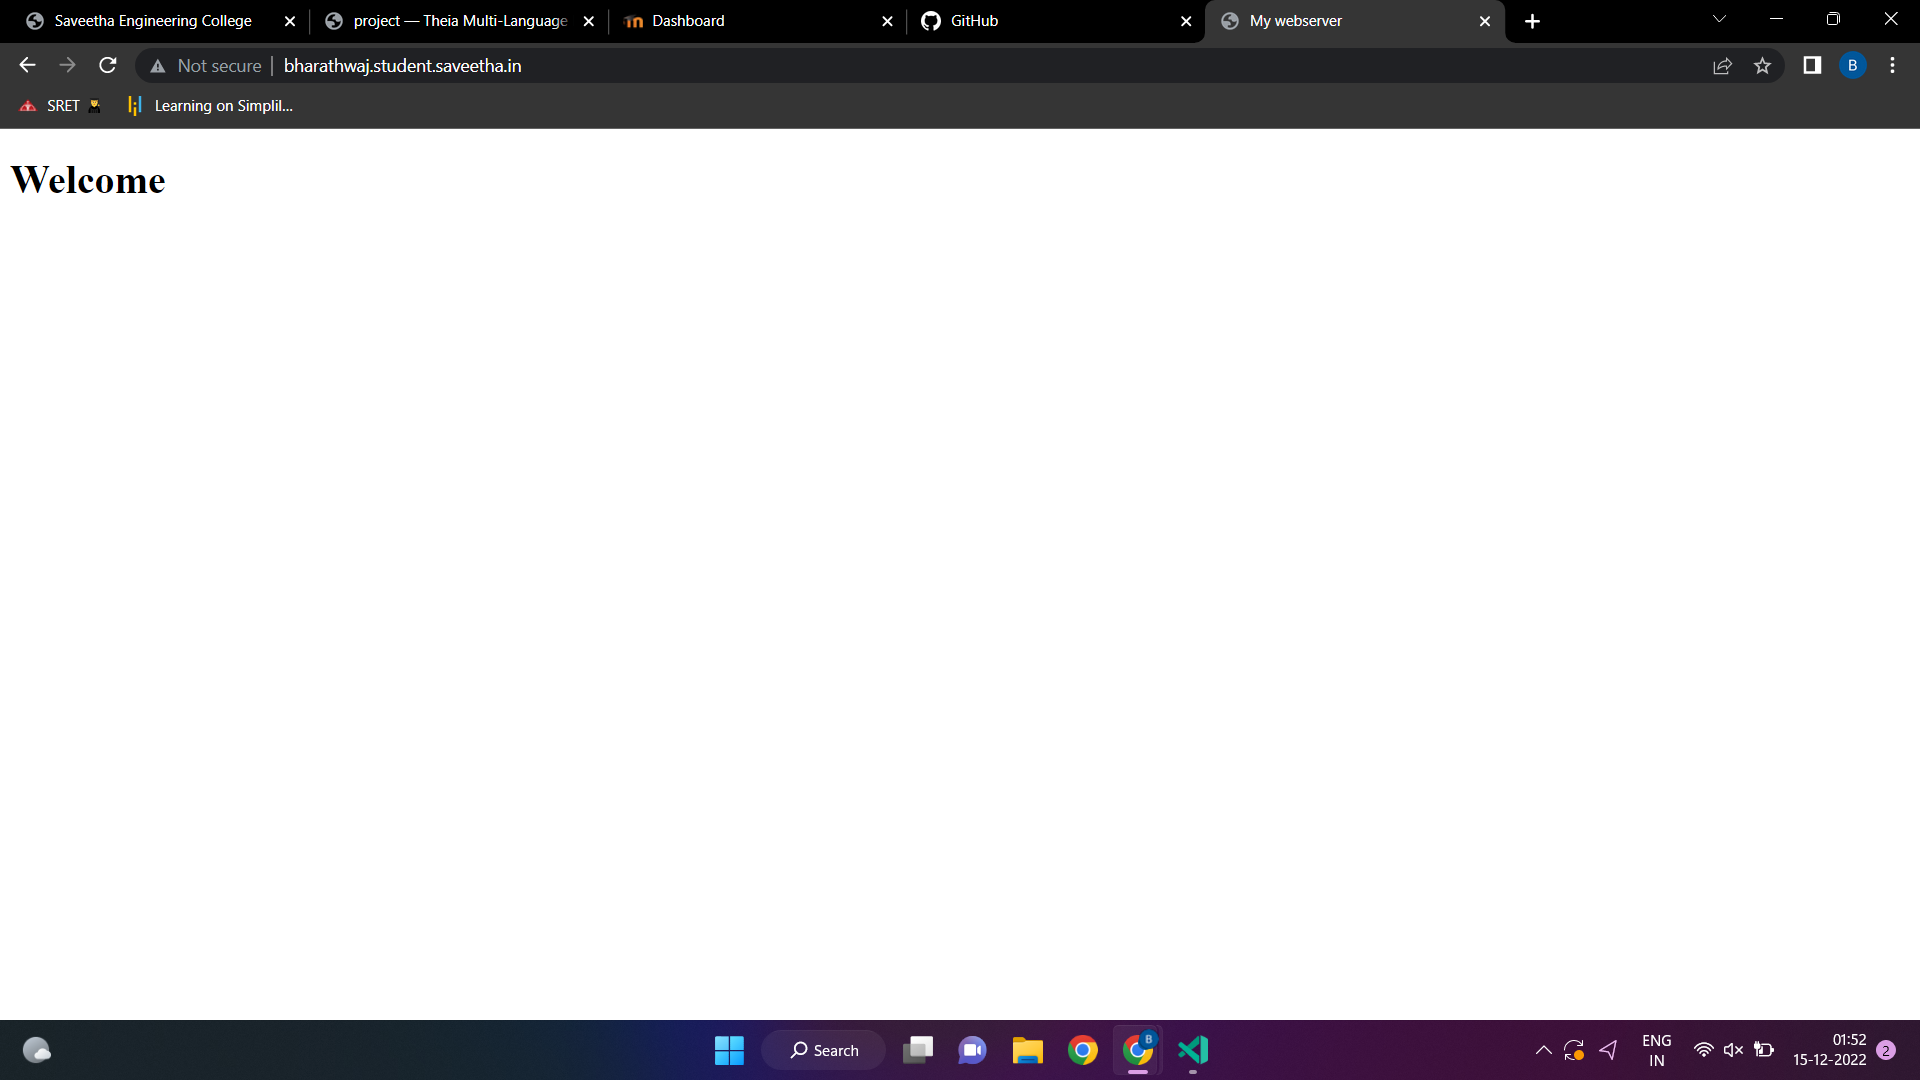 Saveetha Engineering College
project — Theia Multi-Language
Dashboard
GitHub
My webserver
Not secure
bharathwaj.student.saveetha.in
B
SRET
Learning on Simplil...
Welcome
Search
B
ENG
IN
01:52
15-12-2022
2